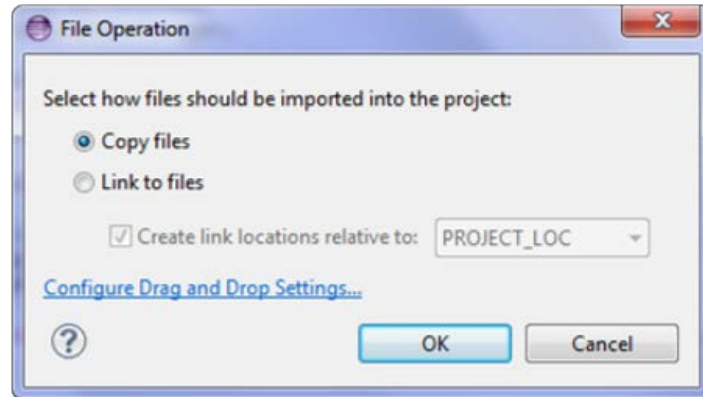 File Operation
Select how files should be imported into the project:
Copy files
Link to files
Create link locations relative to: PROJECT_LOC
Configure Drag and Drop Settings...
? OK Cancel